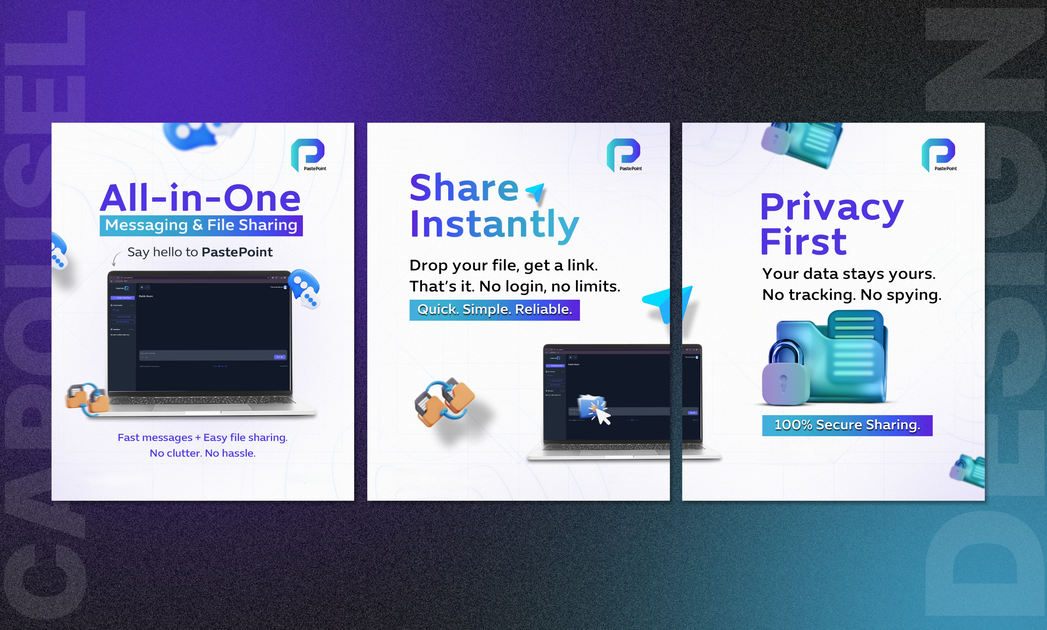 CAROUSEL
PastePoint
All-in-One
Messaging & File Sharing
Say hello to PastePoint
Fast messages + Easy file sharing.
No clutter. No hassle.
PastePoint
Share
Instantly
Drop your file, get a link.
That's it. No login, no limits.
Quick. Simple. Reliable.
PastePoint
Privacy
First
Your data stays yours.
No tracking. No spying.
100% Secure Sharing.
DESIGN